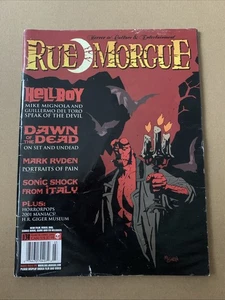 Horror in Culture & Entertainment
RUE MORGUE
HELLBOY
MIKE MIGNOLA AND
GUILLERMO DEL TORO
SPEAK OF THE DEVIL
DAWN
OF THE
DEAD
ON SET AND UNDEAD
MARK RYDEN
PORTRAITS OF PAIN
SONIC SHOCK
FROM ITALY
PLUS:
HORRORPOPS
2001 MANIACS!
H.R. GIGER MUSEUM